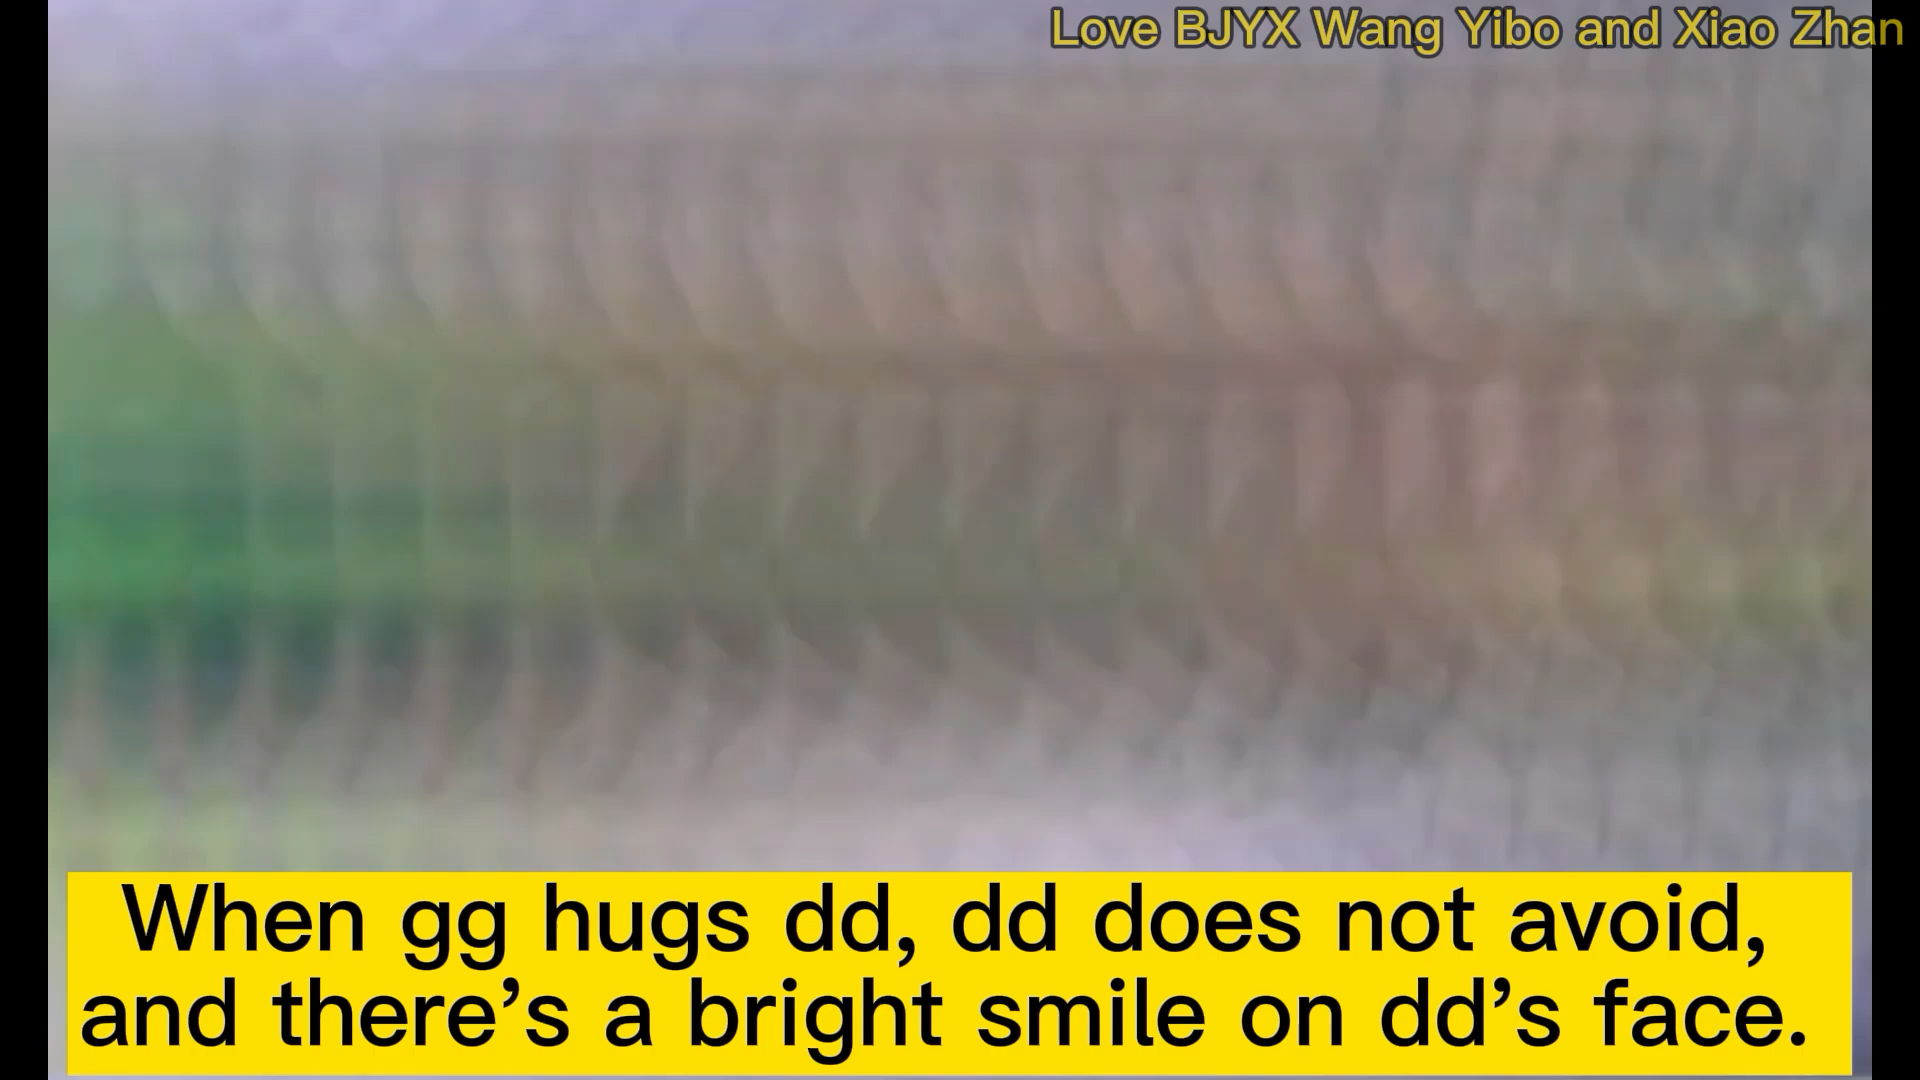 Love BJYX Wang Yibo and Xiao Zhan
When gg hugs dd, dd does not avoid,
and there's a bright smile on dd's face.